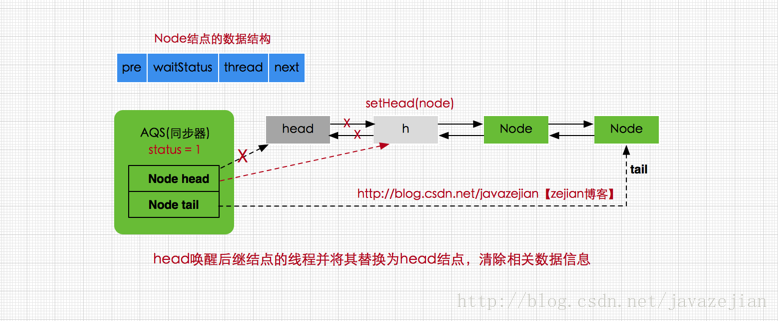 Node结点的数据结构
pre waitStatus thread next
setHead(node)
AQS(同步器)
status = 1
head X X h Node Node
X
Node head
Node tail
tail
http://blog.csdn.net/javazejian【zejian博客】
head唤醒后继结点的线程并将其替换为head结点，清除相关数据信息
http://blog.csdn.net/javazejian